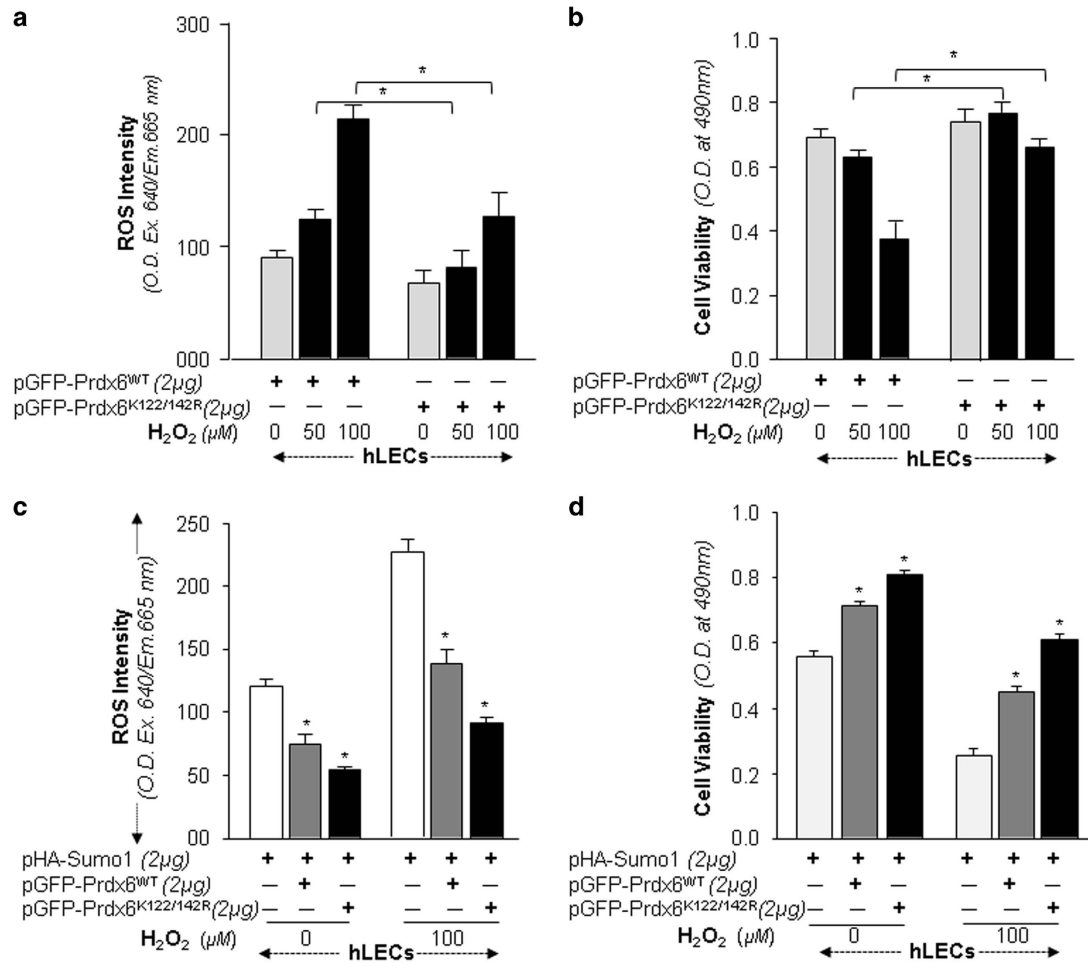 a
300
200
100
000
ROS Intensity
(O.D. Ex. 640/Em.665 nm)
*
*
pGFP-Prdx6WT (2µg) + + + — — —
pGFP-Prdx6K122/142R(2µg) — — — + + +
H2O2 (µM) 0 50 100 0 50 100
hLECs
b
1.0
0.8
0.6
0.4
0.2
0.0
Cell Viability (O.D. at 490nm)
*
*
pGFP-Prdx6WT (2µg) + + + — — —
pGFP-Prdx6K122/142R(2µg) — — — + + +
H2O2 (µM) 0 50 100 0 50 100
hLECs
c
250
200
150
100
50
00
ROS Intensity
(O.D. Ex. 640/Em.665 nm)
* * * *
pHA-Sumo1 (2µg) + + + + + +
pGFP-Prdx6WT (2µg) — + — — + —
pGFP-Prdx6K122/142R(2µg) — — + — — +
H2O2 (µM) 0 100
hLECs
d
1.0
0.8
0.6
0.4
0.2
0.0
Cell Viability (O.D. at 490nm)
* * * *
pHA-Sumo1 (2µg) + + + + + +
pGFP-Prdx6WT (2µg) — + — — + —
pGFP-Prdx6K122/142R(2µg) — — + — — +
H2O2 (µM) 0 100
hLECs